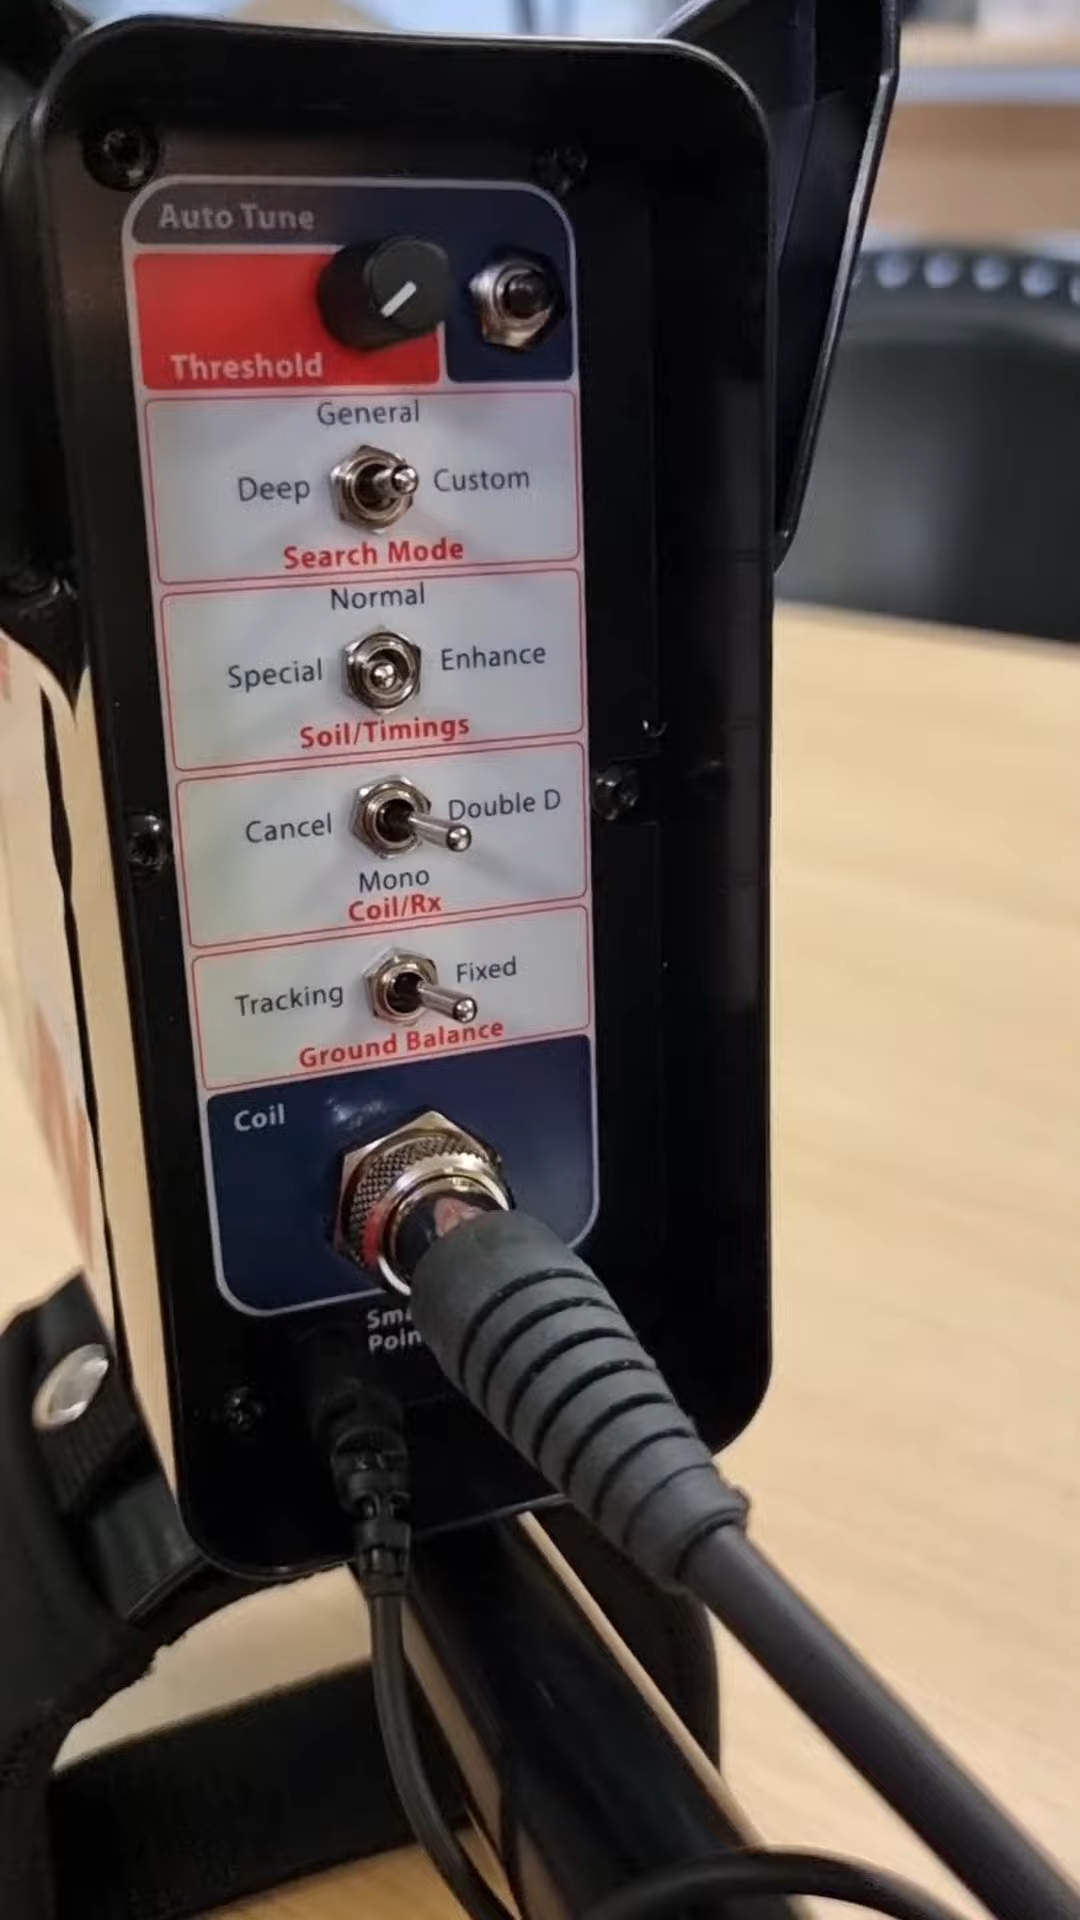 Auto Tune
Threshold
General
Deep Custom
Search Mode
Normal
Special Enhance
Soil/Timings
Cancel Double D
Mono
Coil/Rx
Tracking Fixed
Ground Balance
Coil